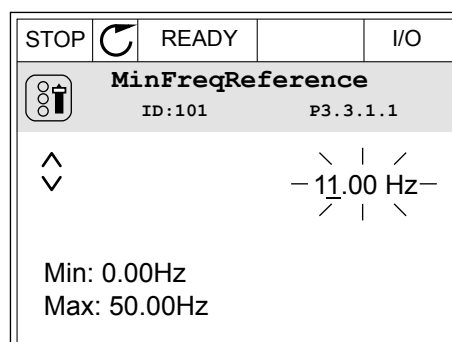 STOP READY I/O
MinFreqReference
ID:101 P3.3.1.1
11.00 Hz
Min: 0.00Hz
Max: 50.00Hz